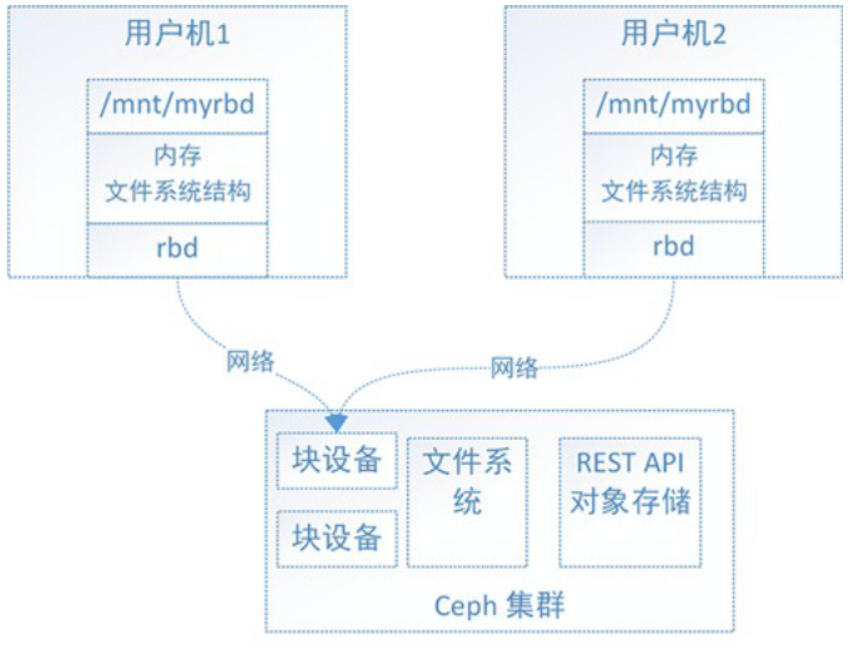 用户机1
/mnt/myrbd
内存
文件系统结构
rbd
用户机2
/mnt/myrbd
内存
文件系统结构
rbd
网络
网络
块设备
块设备
文件系
统
REST API
对象存储
Ceph 集群